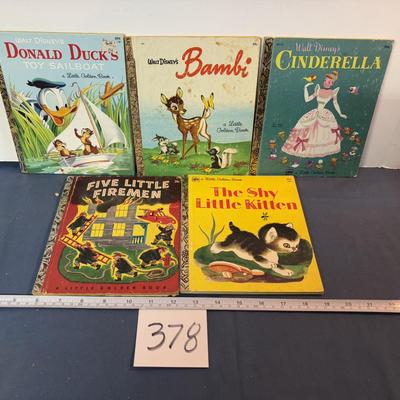 WALT DISNEY'S
DONALD DUCK'S
TOY SAILBOAT
a Little Golden Book
WALT DISNEY'S
Bambi
a Little
Golden Book
Walt Disney's
CINDERELLA
FIVE LITTLE
FIREMEN
A LITTLE GOLDEN BOOK
a Little Golden Book
The Shy
Little Kitten
378